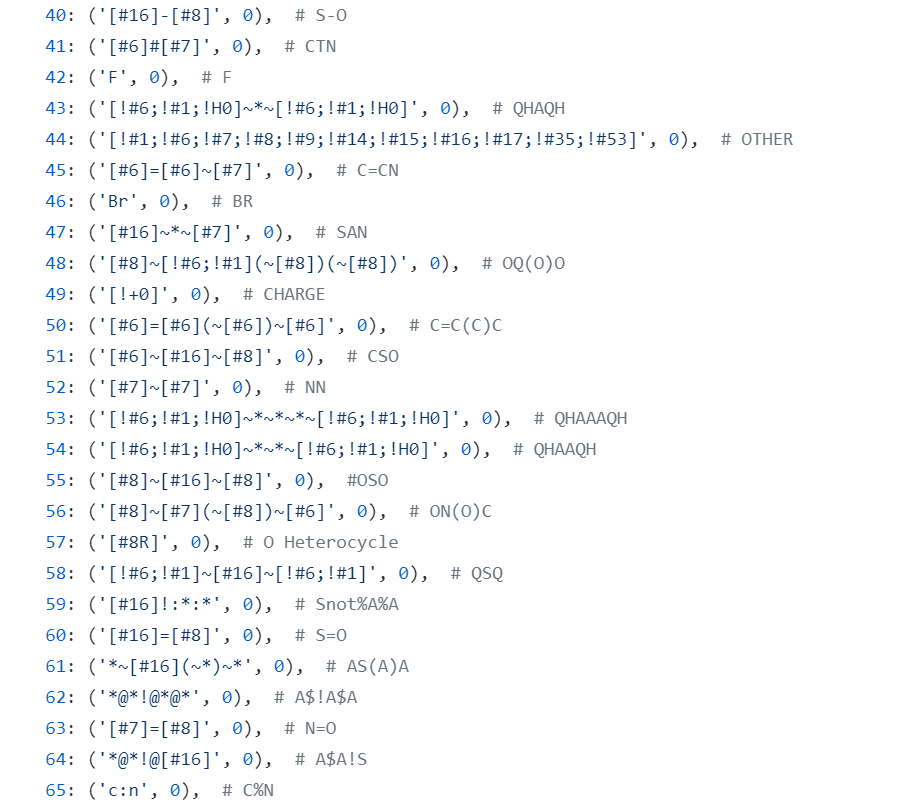 40: ('[#16]-[#8]', 0),  # S-O
41: ('[#6]#[#7]', 0),  # CTN
42: ('F', 0),  # F
43: ('[!#6;!#1;!H0]~*~[!#6;!#1;!H0]', 0),  # QHAQH
44: ('[!#1;!#6;!#7;!#8;!#9;!#14;!#15;!#16;!#17;!#35;!#53]', 0),  # OTHER
45: ('[#6]=[#6]~[#7]', 0),  # C=CN
46: ('Br', 0),  # BR
47: ('[#16]~*~[#7]', 0),  # SAN
48: ('[#8]~[!#6;!#1](~[#8])(~[#8])', 0),  # OQ(O)O
49: ('[!+0]', 0),  # CHARGE
50: ('[#6]=[#6](~[#6])~[#6]', 0),  # C=C(C)C
51: ('[#6]~[#16]~[#8]', 0),  # CSO
52: ('[#7]~[#7]', 0),  # NN
53: ('[!#6;!#1;!H0]~*~*~*~[!#6;!#1;!H0]', 0),  # QHAAAQH
54: ('[!#6;!#1;!H0]~*~*~[!#6;!#1;!H0]', 0),  # QHAAQH
55: ('[#8]~[#16]~[#8]', 0),  #OSO
56: ('[#8]~[#7](~[#8])~[#6]', 0),  # ON(O)C
57: ('[#8R]', 0),  # O Heterocycle
58: ('[!#6;!#1]~[#16]~[!#6;!#1]', 0),  # QSQ
59: ('[#16]!:*:*', 0),  # Snot%A%A
60: ('[#16]=[#8]', 0),  # S=O
61: ('*~[#16](~*)~*', 0),  # AS(A)A
62: ('*@*!@*@*', 0),  # A$!A$A
63: ('[#7]=[#8]', 0),  # N=O
64: ('*@*!@[#16]', 0),  # A$A!S
65: ('c:n', 0),  # C%N